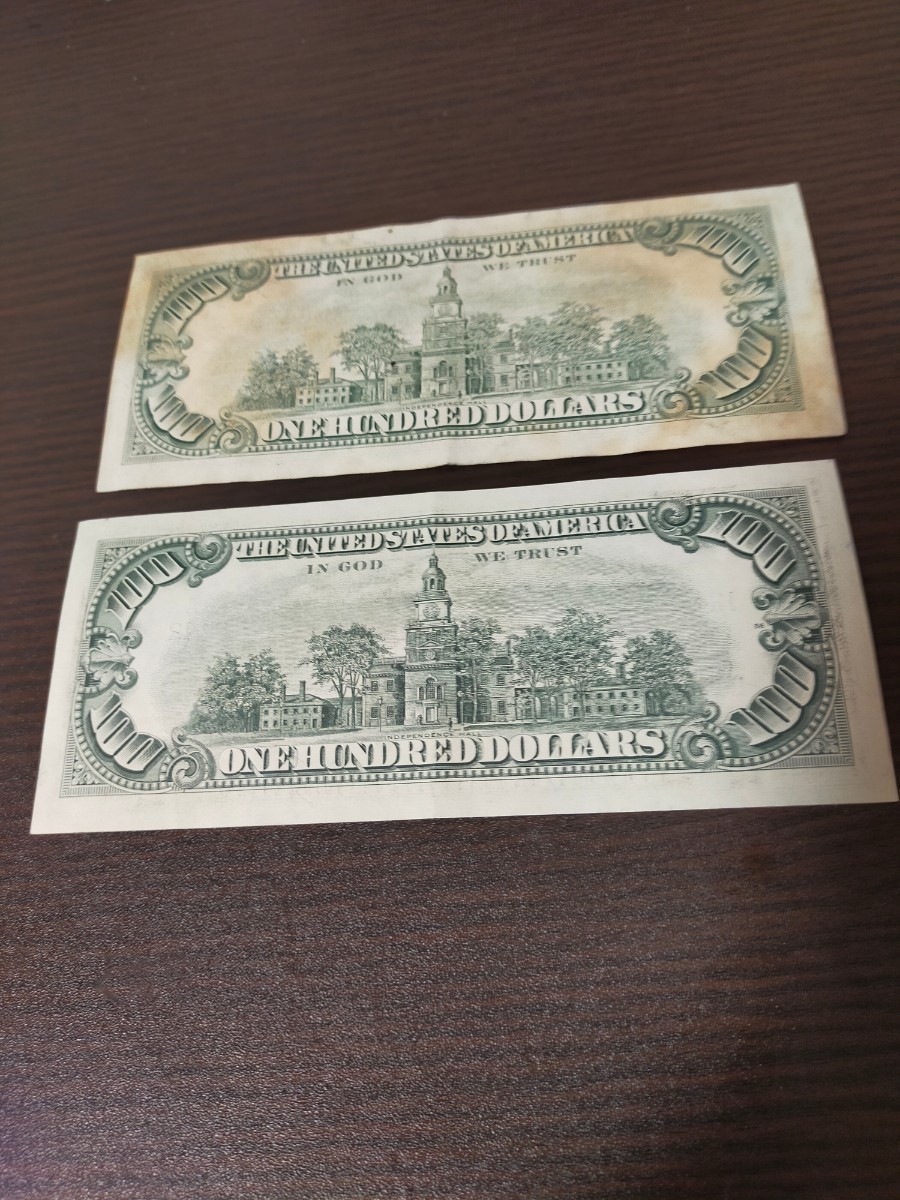 THE UNITED STATES OF AMERICA
100 IN GOD WE TRUST 100
100 INDEPENDENCE HALL 100
ONE HUNDRED DOLLARS
THE UNITED STATES OF AMERICA
100 IN GOD WE TRUST 100
100 INDEPENDENCE HALL 100
ONE HUNDRED DOLLARS